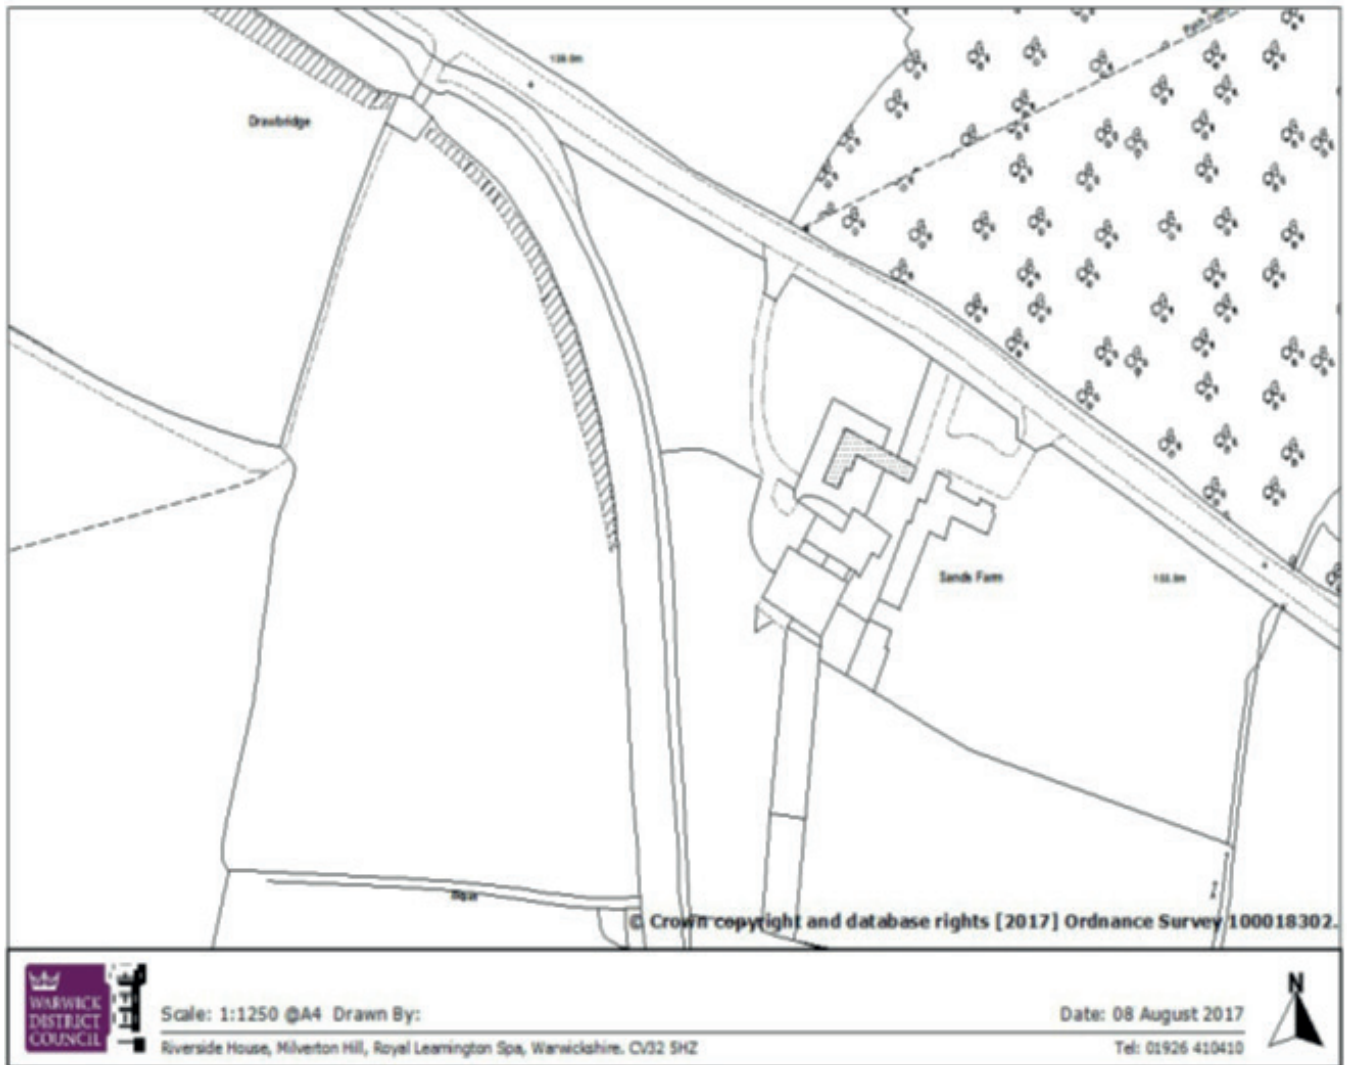 Drawbridge
Sands Farm
© Crown copyright and database rights [2017] Ordnance Survey 100018302.
WARWICK
DISTRICT
COUNCIL
Scale: 1:1250 @A4 Drawn By:
Date: 08 August 2017
N
Riverside House, Milverton Hill, Royal Leamington Spa, Warwickshire. CV32 5HZ
Tel: 01926 410410